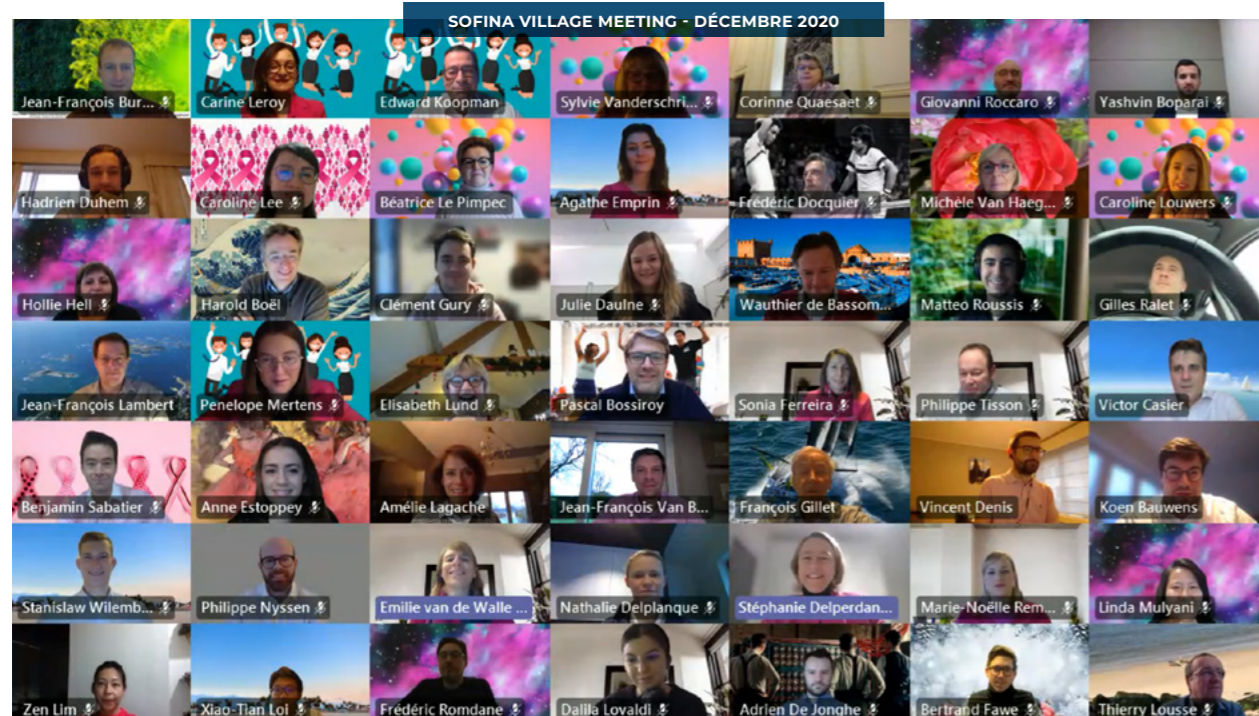 SOFINA VILLAGE MEETING - DÉCEMBRE 2020
Jean-François Bur...
Carine Leroy
Edward Koopman
Sylvie Vanderschri...
Corinne Quaesaet
Giovanni Roccaro
Yashvin Boparai
Hadrien Duhem
Caroline Lee
Béatrice Le Pimpec
Agathe Emprin
Frédéric Docquier
Michèle Van Haeg...
Caroline Louwers
Hollie Hell
Harold Boël
Clément Gury
Julie Daulne
Wauthier de Bassom...
Matteo Roussis
Gilles Ralet
Jean-François Lambert
Penelope Mertens
Elisabeth Lund
Pascal Bossiroy
Sonia Ferreira
Philippe Tisson
Victor Casier
Benjamin Sabatier
Anne Estoppey
Amélie Lagache
Jean-François Van B...
François Gillet
Vincent Denis
Koen Bauwens
Stanislaw Wilemb...
Philippe Nyssen
Emilie van de Walle ...
Nathalie Delplanque
Stéphanie Delperdan...
Marie-Noëlle Rem...
Linda Mulyani
Zen Lim
Xiao-Tian Loi
Frédéric Romdane
Dalila Lovaldi
Adrien De Jonghe
Bertrand Fawe
Thierry Lousse